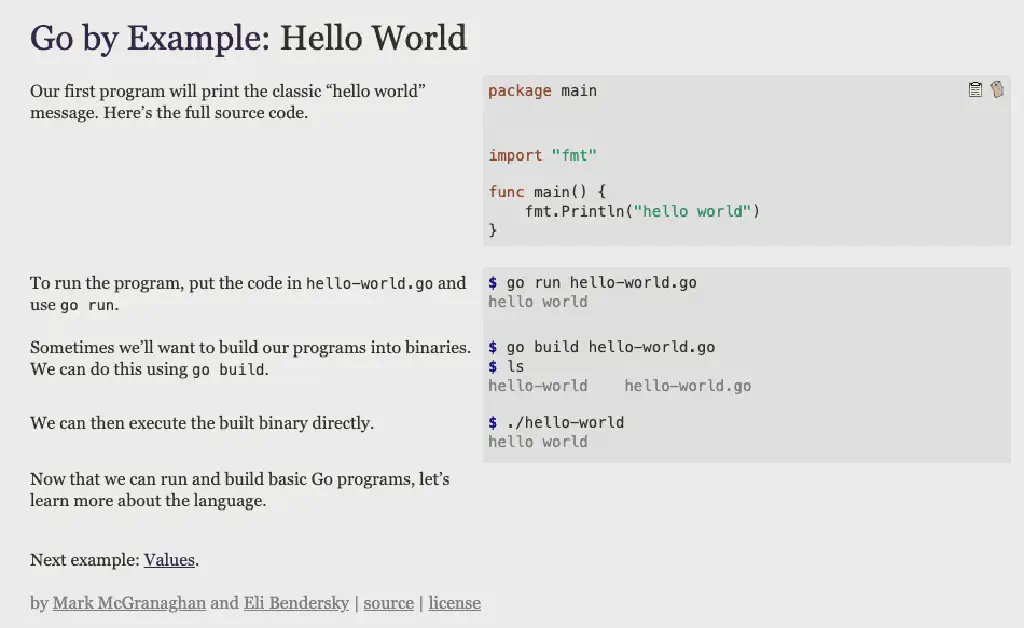 Go by Example: Hello World
Our first program will print the classic “hello world”
message. Here’s the full source code.
package main
import "fmt"
func main() {
    fmt.Println("hello world")
}
To run the program, put the code in hello-world.go and
use go run.
$ go run hello-world.go
hello world
Sometimes we’ll want to build our programs into binaries.
We can do this using go build.
$ go build hello-world.go
$ ls
hello-world    hello-world.go
We can then execute the built binary directly.
$ ./hello-world
hello world
Now that we can run and build basic Go programs, let’s
learn more about the language.
Next example: Values.
by Mark McGranaghan and Eli Bendersky | source | license